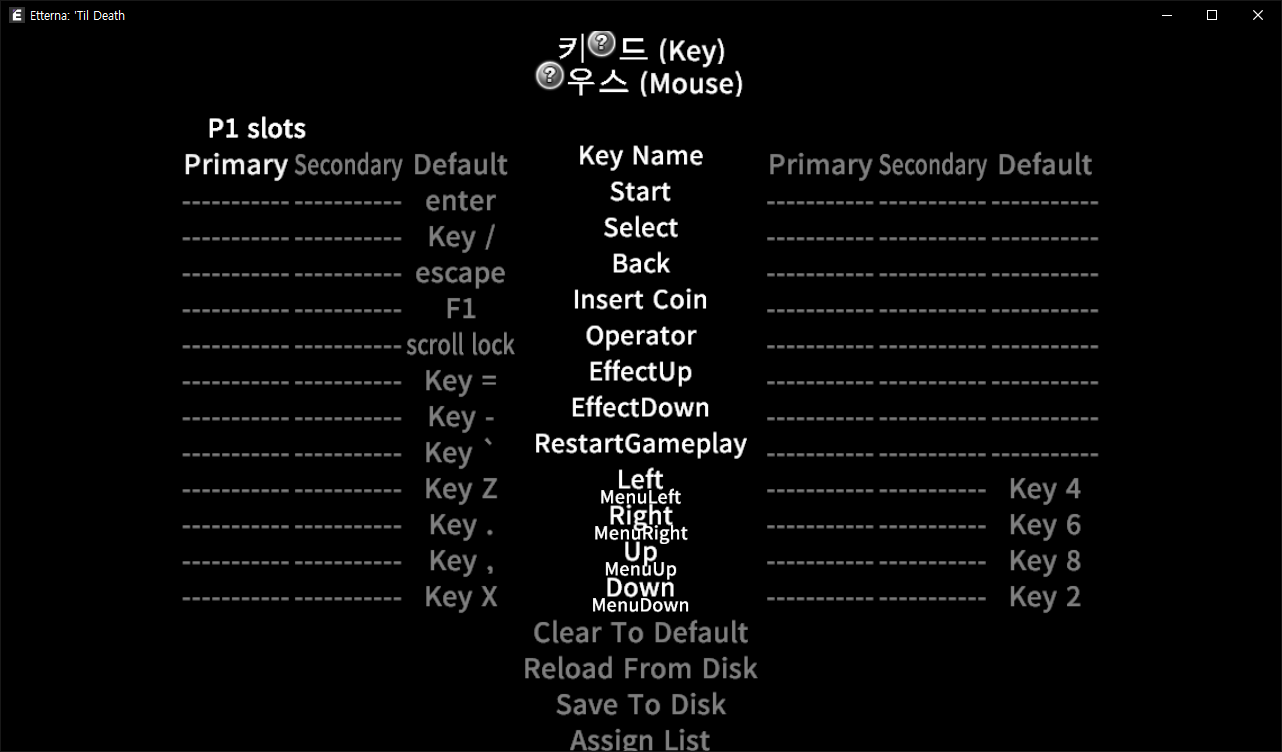 Etterna: 'Til Death
키드 (Key)
우스 (Mouse)
P1 slots
Primary Secondary Default Key Name Primary Secondary Default
----------- ----------- enter Start ----------- ----------- -----------
----------- ----------- Key / Select ----------- ----------- -----------
----------- ----------- escape Back ----------- ----------- -----------
----------- ----------- F1 Insert Coin ----------- ----------- -----------
----------- ----------- scroll lock Operator ----------- ----------- -----------
----------- ----------- Key = EffectUp ----------- ----------- -----------
----------- ----------- Key - EffectDown ----------- ----------- -----------
----------- ----------- Key ` RestartGameplay ----------- ----------- -----------
----------- ----------- Key Z Left ----------- ----------- Key 4
MenuLeft
----------- ----------- Key . Right ----------- ----------- Key 6
MenuRight
----------- ----------- Key , Up ----------- ----------- Key 8
MenuUp
----------- ----------- Key X Down ----------- ----------- Key 2
MenuDown
Clear To Default
Reload From Disk
Save To Disk
Assign List